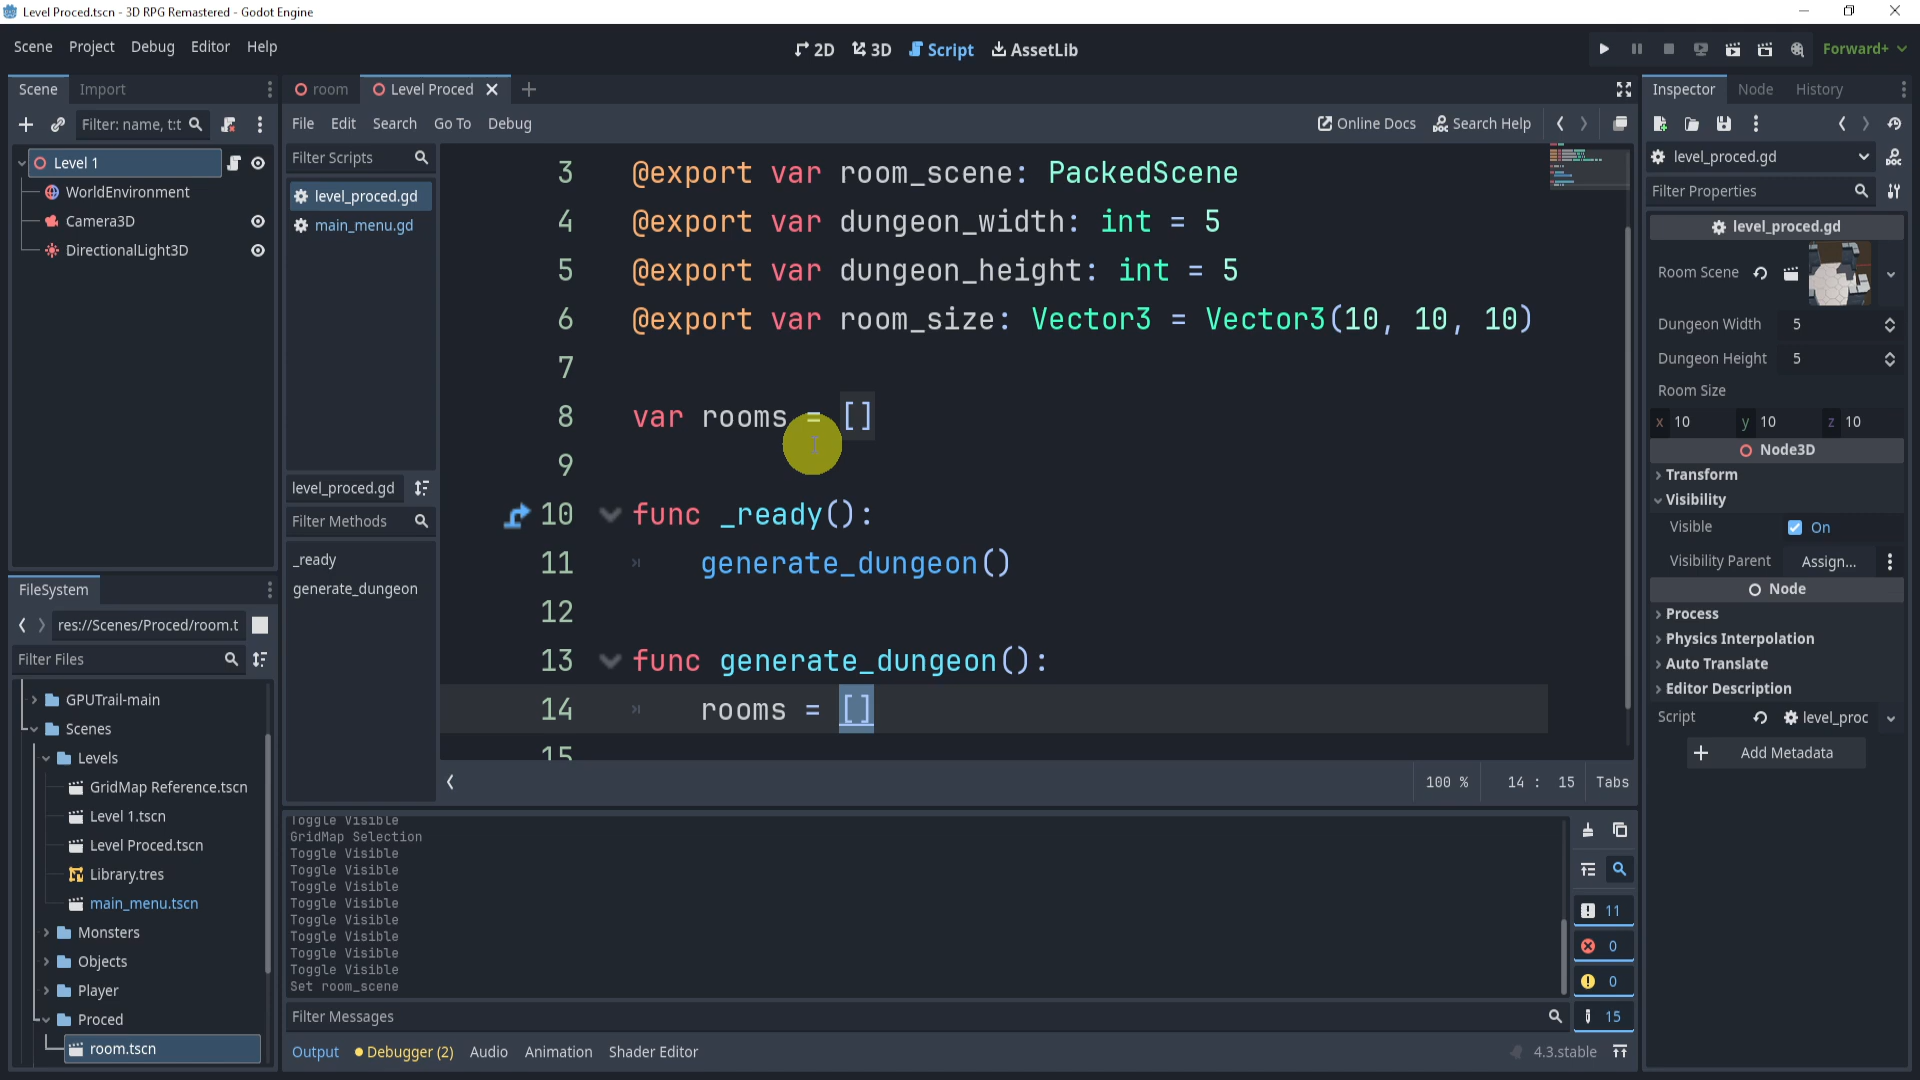 Level Proced.tscn - 3D RPG Remastered - Godot Engine
Scene Project Debug Editor Help
2D 3D Script AssetLib
Forward+
Scene Import
room Level Proced
Inspector Node History
Filter: name, t:t
File Edit Search Go To Debug
Online Docs Search Help
Level 1
WorldEnvironment
Camera3D
DirectionalLight3D
Filter Scripts
level_proced.gd
main_menu.gd
level_proced.gd
Filter Methods
_ready
generate_dungeon
3 @export var room_scene: PackedScene
4 @export var dungeon_width: int = 5
5 @export var dungeon_height: int = 5
6 @export var room_size: Vector3 = Vector3(10, 10, 10)
7
8 var rooms = []
9
10 func _ready():
11 generate_dungeon()
12
13 func generate_dungeon():
14 rooms = []
15
100 % 14 : 15 Tabs
level_proced.gd
Filter Properties
level_proced.gd
Room Scene
Dungeon Width 5
Dungeon Height 5
Room Size
x 10 y 10 z 10
Node3D
Transform
Visibility
Visible On
Visibility Parent Assign...
Node
Process
Physics Interpolation
Auto Translate
Editor Description
Script level_proc
Add Metadata
FileSystem
res://Scenes/Proced/room.t
Filter Files
GPUTrail-main
Scenes
Levels
GridMap Reference.tscn
Level 1.tscn
Level Proced.tscn
Library.tres
main_menu.tscn
Monsters
Objects
Player
Proced
room.tscn
Toggle Visible
GridMap Selection
Toggle Visible
Toggle Visible
Toggle Visible
Toggle Visible
Toggle Visible
Toggle Visible
Toggle Visible
Toggle Visible
Set room_scene
11
0
0
15
Filter Messages
Output Debugger (2) Audio Animation Shader Editor
4.3.stable